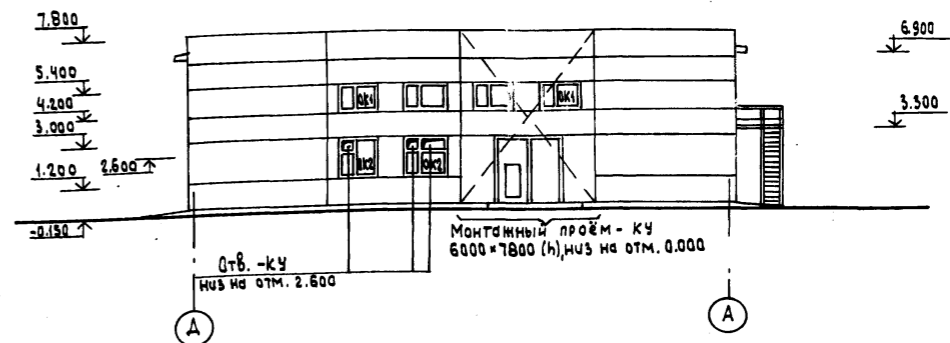 7.800
5.400
4.200
3.000
1.200
2.600
-0.150
6.900
3.300
ОК1
ОК1
ОК2
ОК2
Монтажный проём - КУ
6000×7800 (h), низ на отм. 0.000
Отв. -КУ
низ на отм. 2.600
Д
А